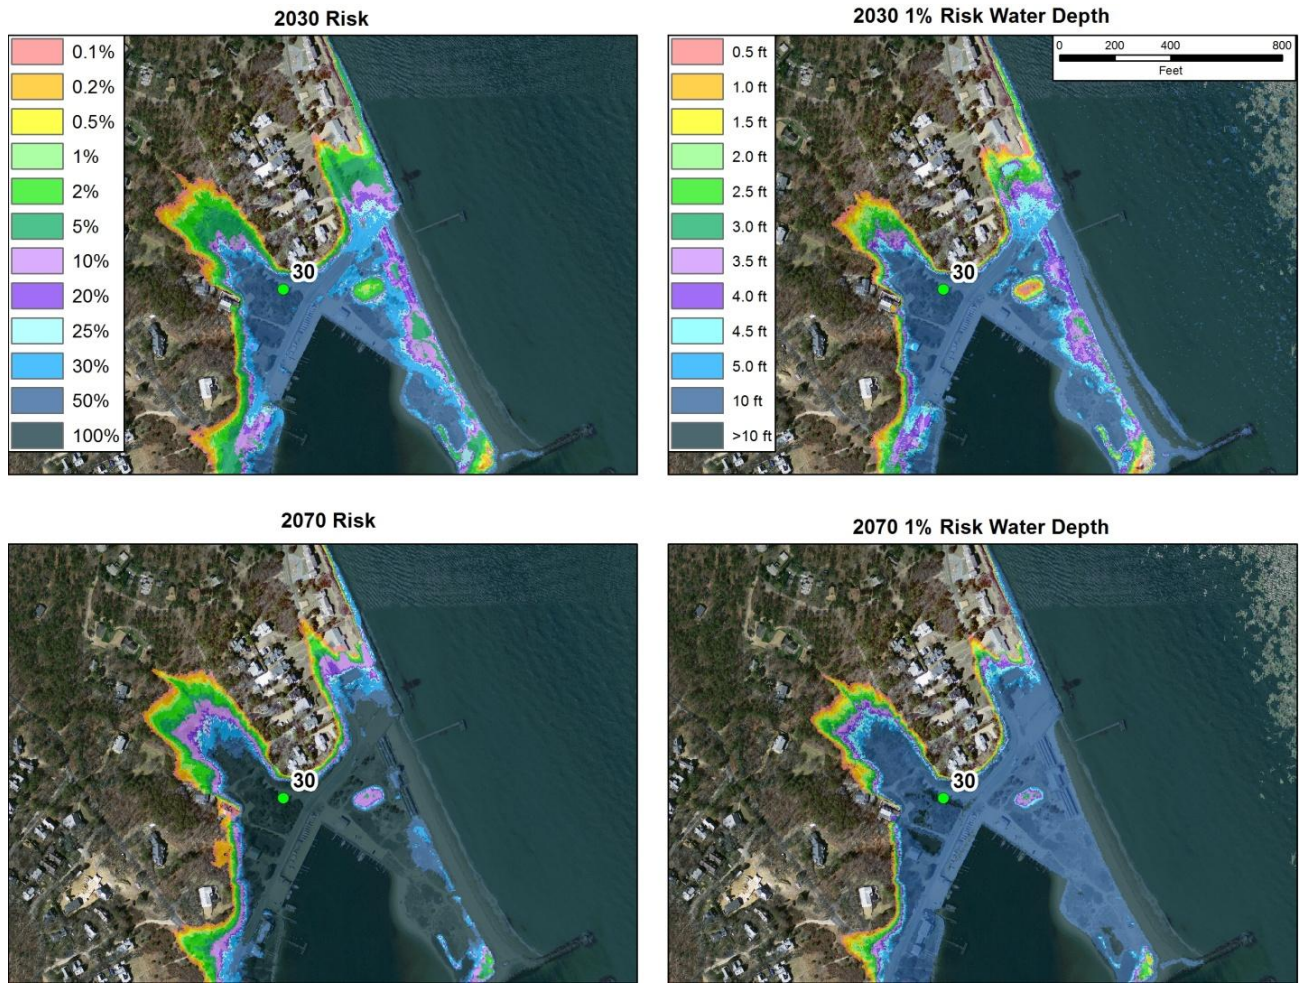 2030 Risk
0.1%
0.2%
0.5%
1%
2%
5%
10%
20%
25%
30%
50%
100%
30
2030 1% Risk Water Depth
0.5 ft
1.0 ft
1.5 ft
2.0 ft
2.5 ft
3.0 ft
3.5 ft
4.0 ft
4.5 ft
5.0 ft
10 ft
>10 ft
0 200 400 800
Feet
30
2070 Risk
30
2070 1% Risk Water Depth
30